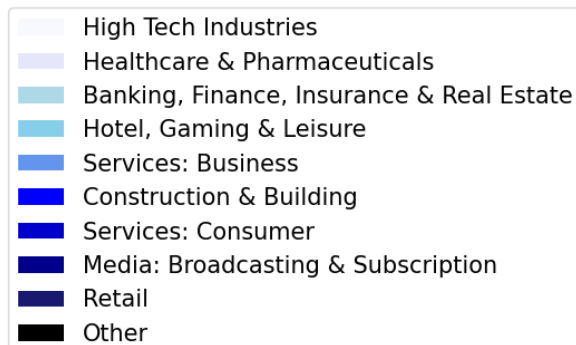 High Tech Industries
Healthcare & Pharmaceuticals
Banking, Finance, Insurance & Real Estate
Hotel, Gaming & Leisure
Services: Business
Construction & Building
Services: Consumer
Media: Broadcasting & Subscription
Retail
Other